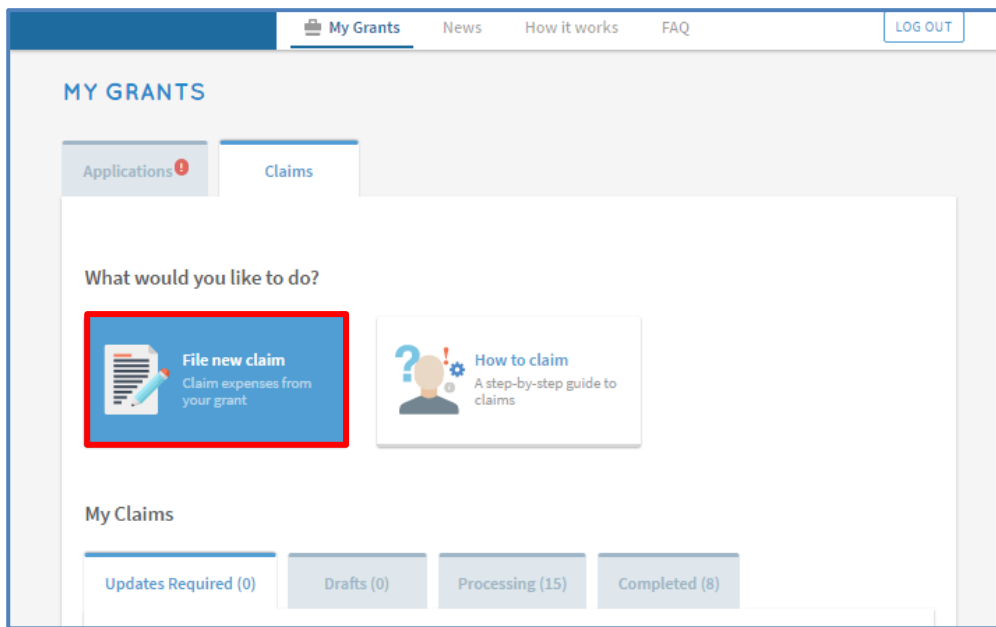 My Grants News How it works FAQ LOG OUT
MY GRANTS
Applications Claims
What would you like to do?
File new claim
Claim expenses from
your grant
How to claim
A step-by-step guide to
claims
My Claims
Updates Required (0) Drafts (0) Processing (15) Completed (8)